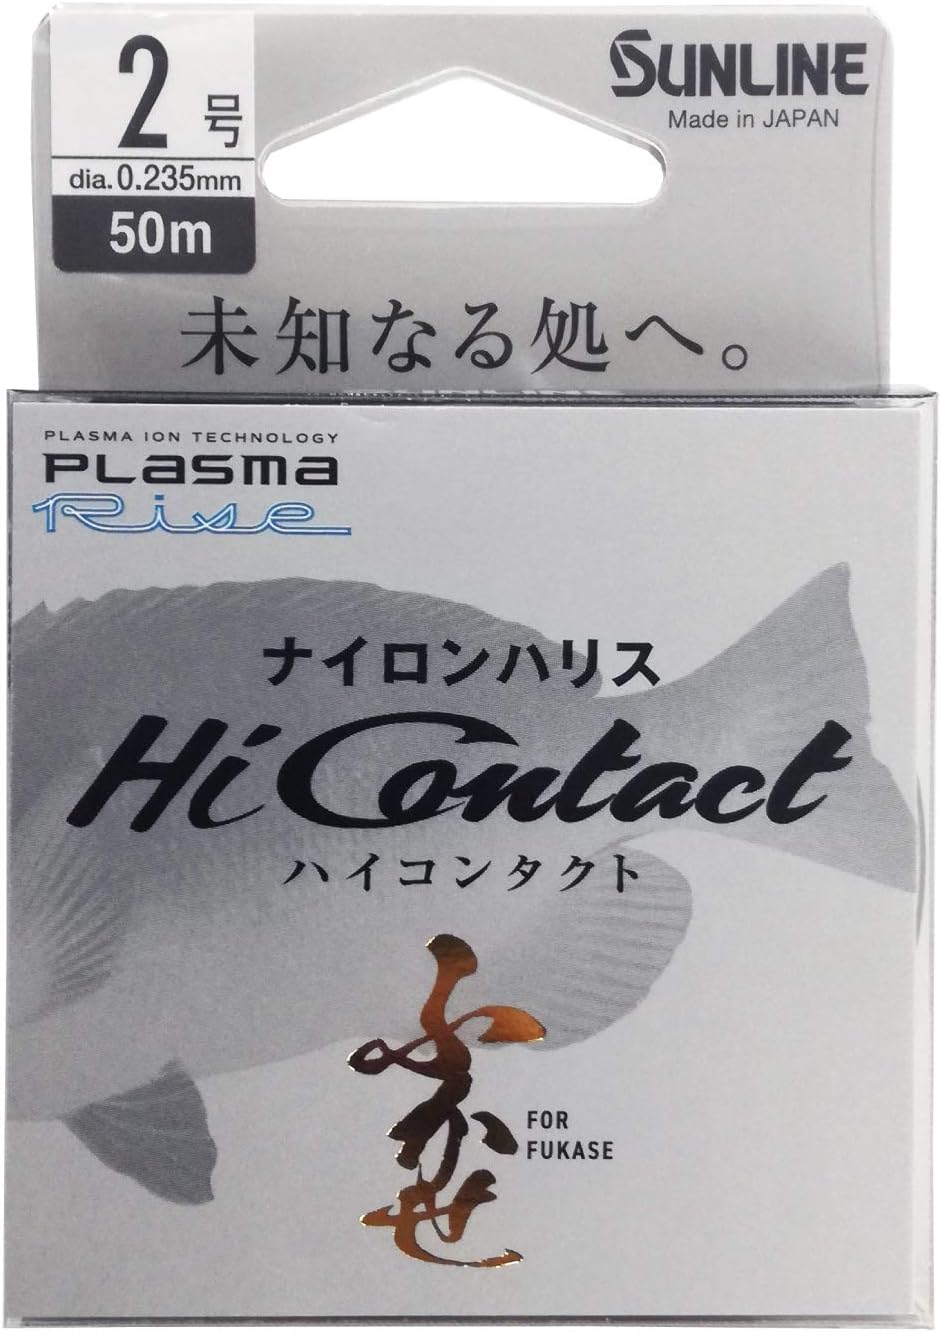 2号
dia.0.235mm
50m
SUNLINE
Made in JAPAN
未知なる処へ。
PLASMA ION TECHNOLOGY
PLASMA
Rise
ナイロンハリス
HiContact
ハイコンタクト
ふかせ
FOR
FUKASE